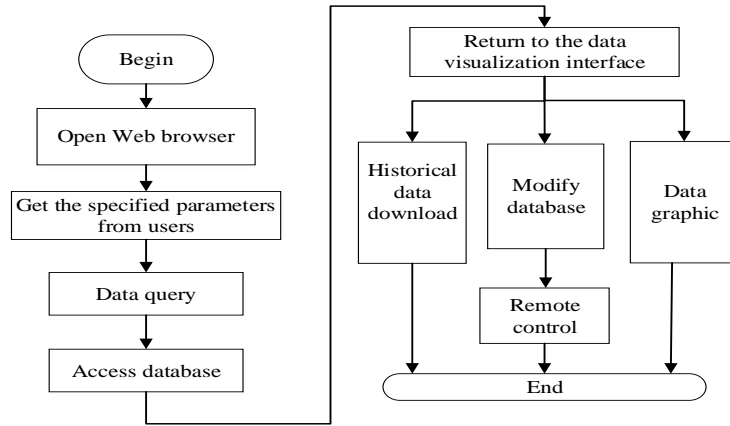 Begin
Open Web browser
Get the specified parameters
from users
Data query
Access database
Return to the data
visualization interface
Historical
data
download
Modify
database
Data
graphic
Remote
control
End